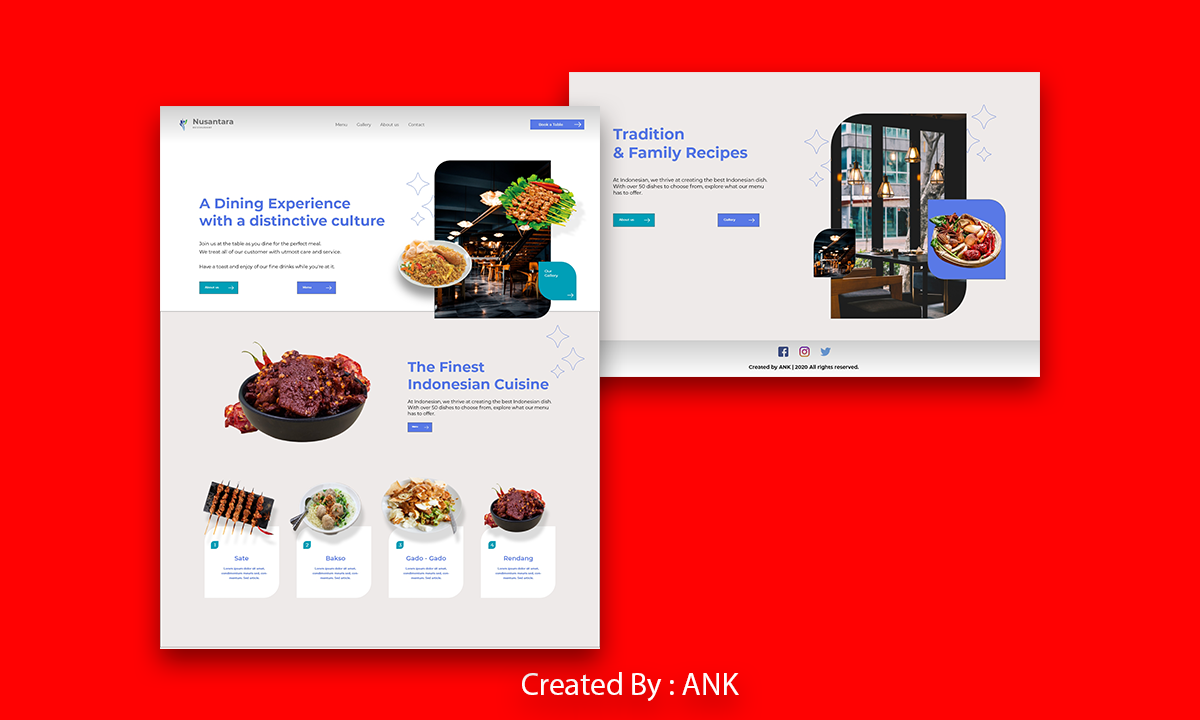 Nusantara
Menu Gallery About us Contact
Book a Table
A Dining Experience
with a distinctive culture
Join us at the table as you dine for the perfect meal.
We treat all of our customer with utmost care and service.
Have a toast and enjoy of our fine drinks while you're at it.
About us
Menu
Our
Gallery
The Finest
Indonesian Cuisine
At Indonesian, we thrive at creating the best Indonesian dish.
With over 50 dishes to choose from, explore what our menu
has to offer.
Menu
1
Sate
Lorem ipsum dolor sit amet,
condimentum mauris sed, non
maximus. Sed article.
2
Bakso
Lorem ipsum dolor sit amet,
condimentum mauris sed, non
maximus. Sed article.
3
Gado - Gado
Lorem ipsum dolor sit amet,
condimentum mauris sed, non
maximus. Sed article.
4
Rendang
Lorem ipsum dolor sit amet,
condimentum mauris sed, non
maximus. Sed article.
Tradition
& Family Recipes
At Indonesian, we thrive at creating the best Indonesian dish.
With over 50 dishes to choose from, explore what our menu
has to offer.
About us
Gallery
Created by ANK | 2020 All rights reserved.
Created By : ANK